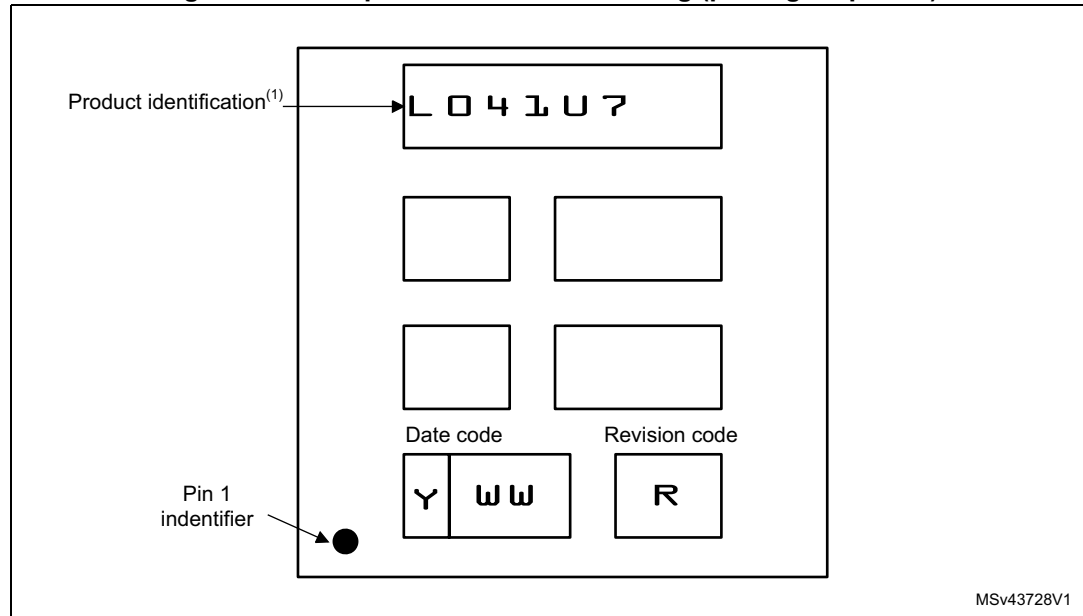 Product identification(1)
L041U7
Date code
Revision code
Y WW
R
Pin 1
indentifier
MSv43728V1